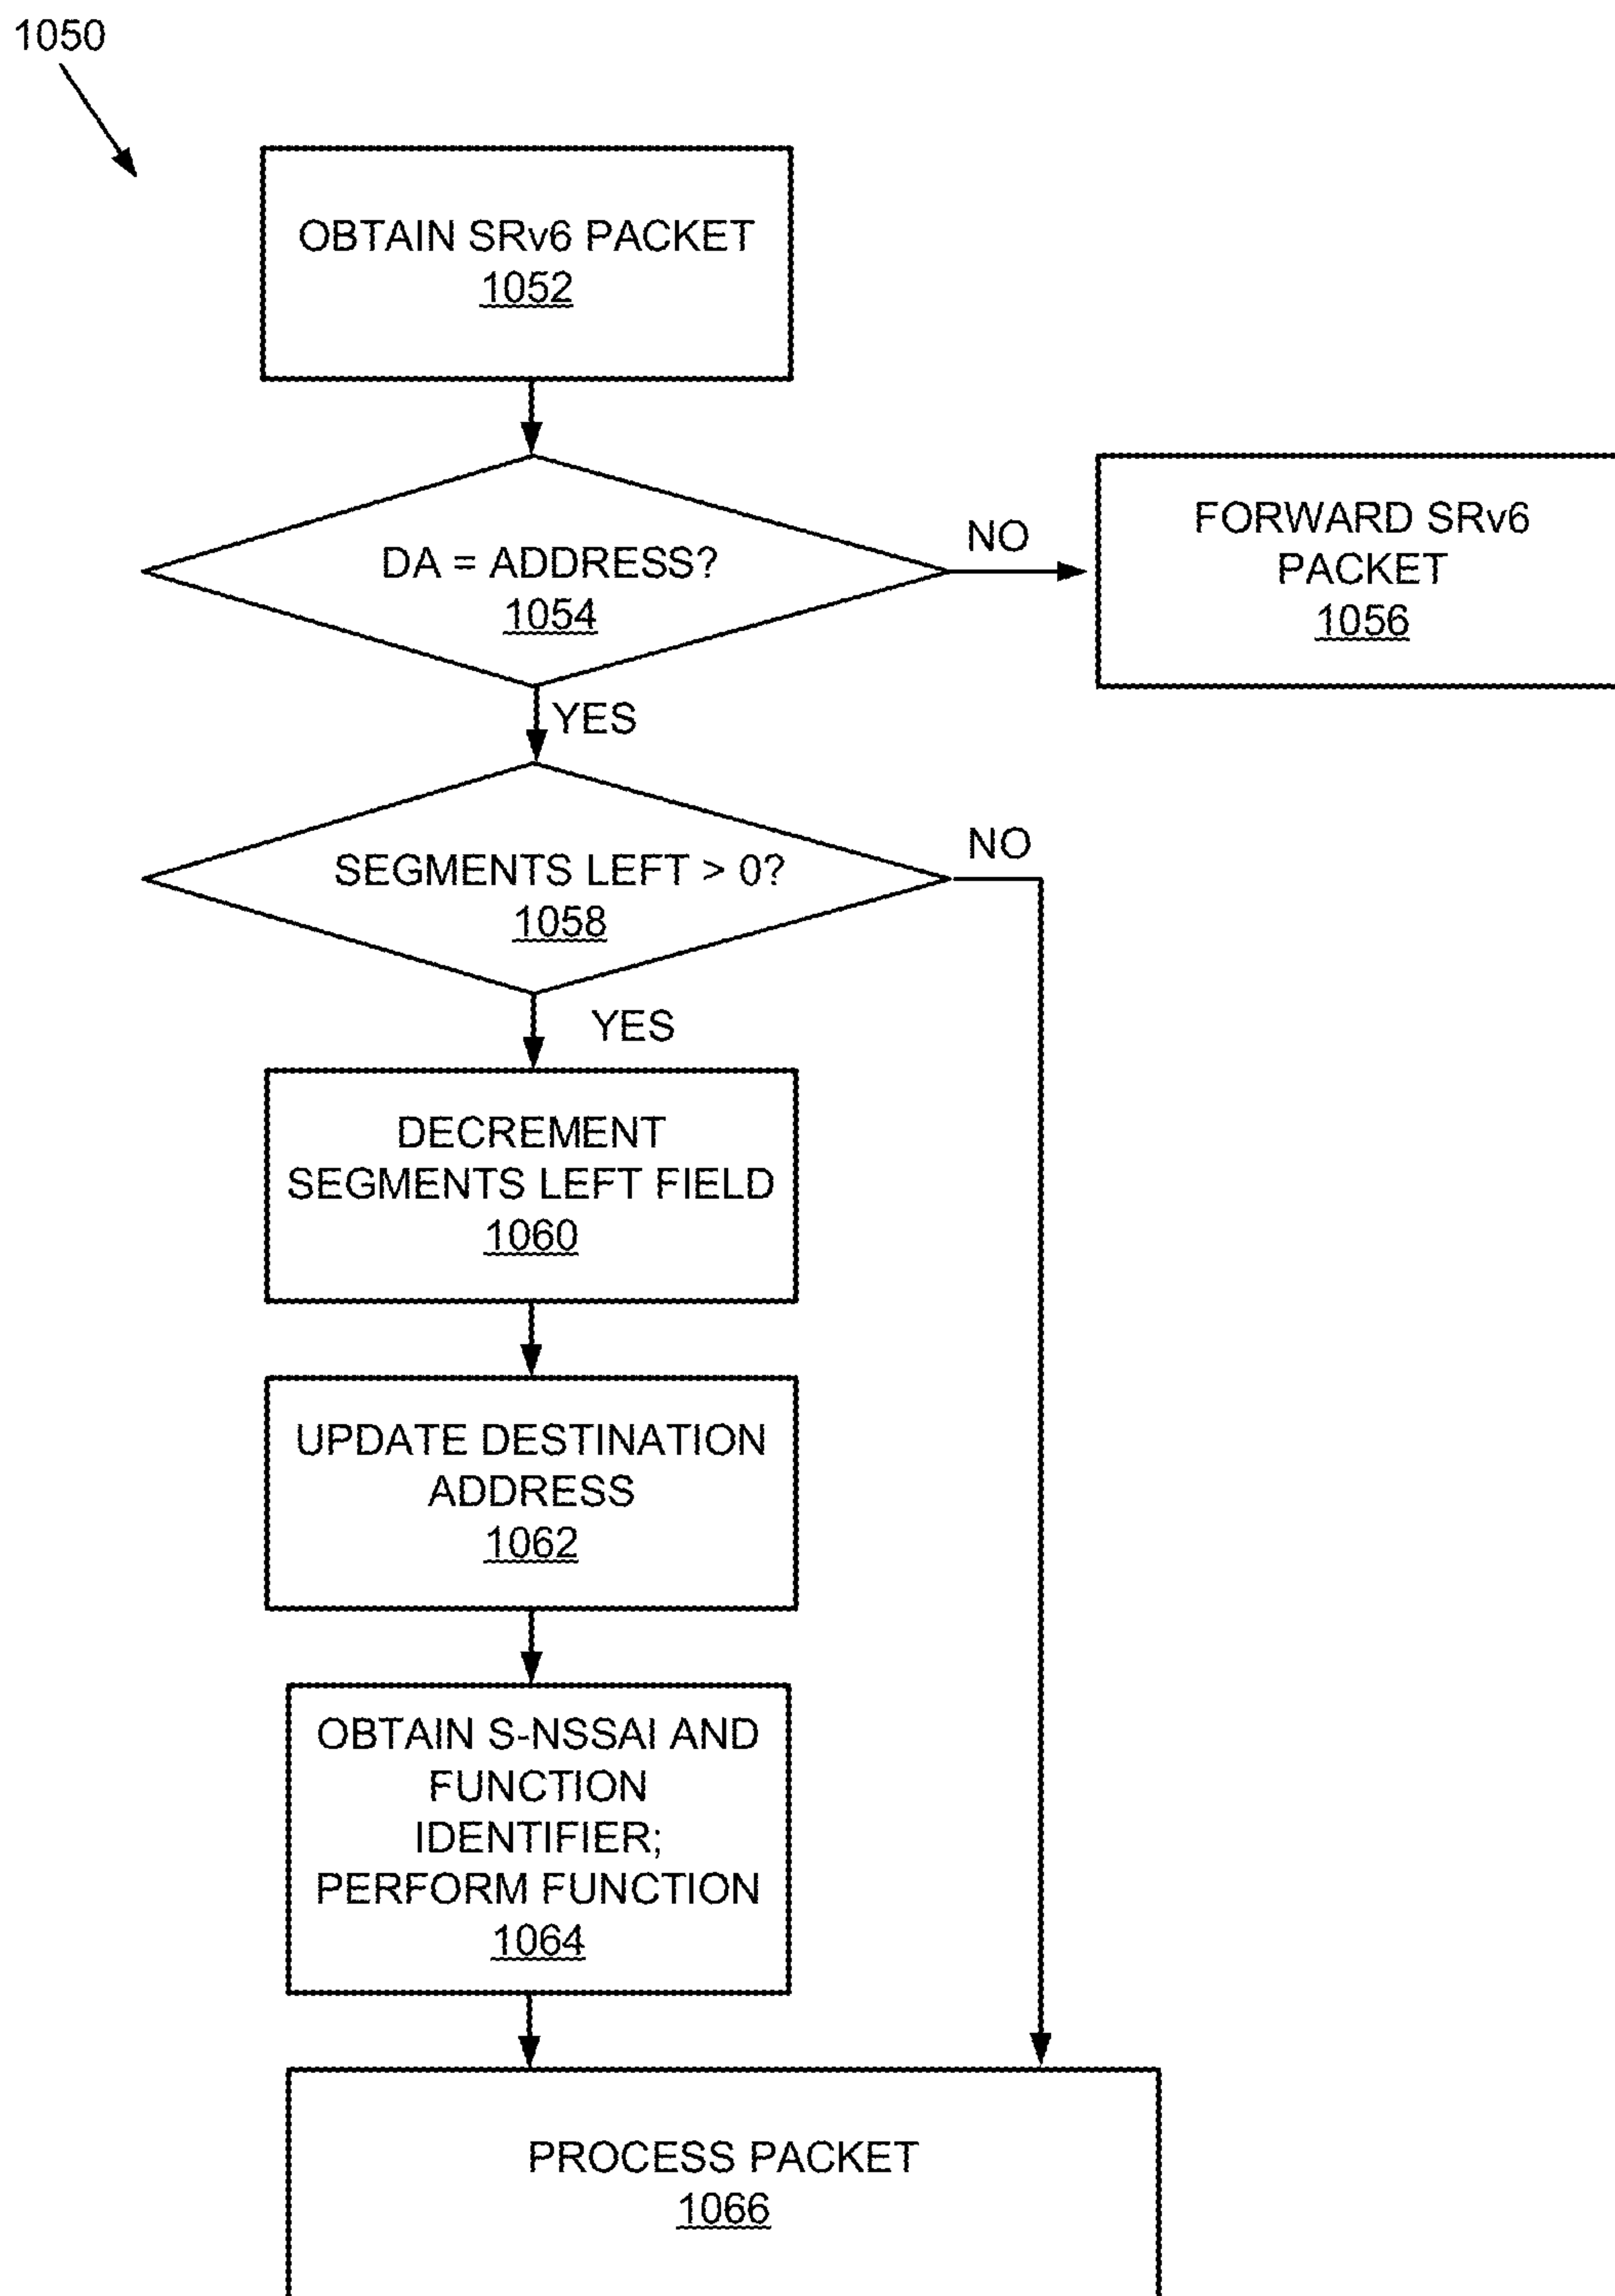 1050
OBTAIN SRv6 PACKET
1052
DA = ADDRESS?
1054
NO
FORWARD SRv6
PACKET
1056
YES
SEGMENTS LEFT > 0?
1058
NO
YES
DECREMENT
SEGMENTS LEFT FIELD
1060
UPDATE DESTINATION
ADDRESS
1062
OBTAIN S-NSSAI AND
FUNCTION
IDENTIFIER;
PERFORM FUNCTION
1064
PROCESS PACKET
1066